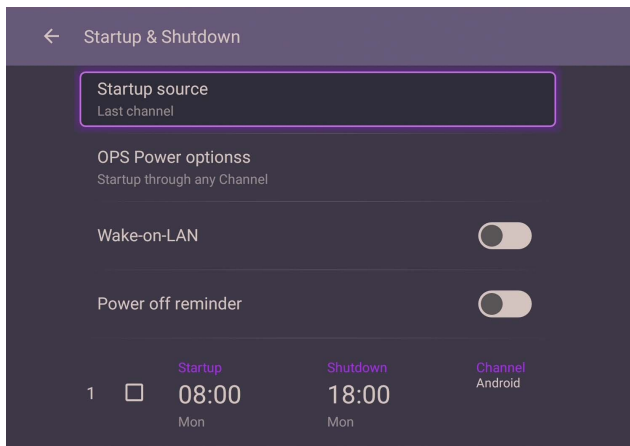 Startup & Shutdown
Startup source
Last channel
OPS Power optionss
Startup through any Channel
Wake-on-LAN
Power off reminder
Startup Shutdown Channel
1 08:00 18:00 Android
Mon Mon